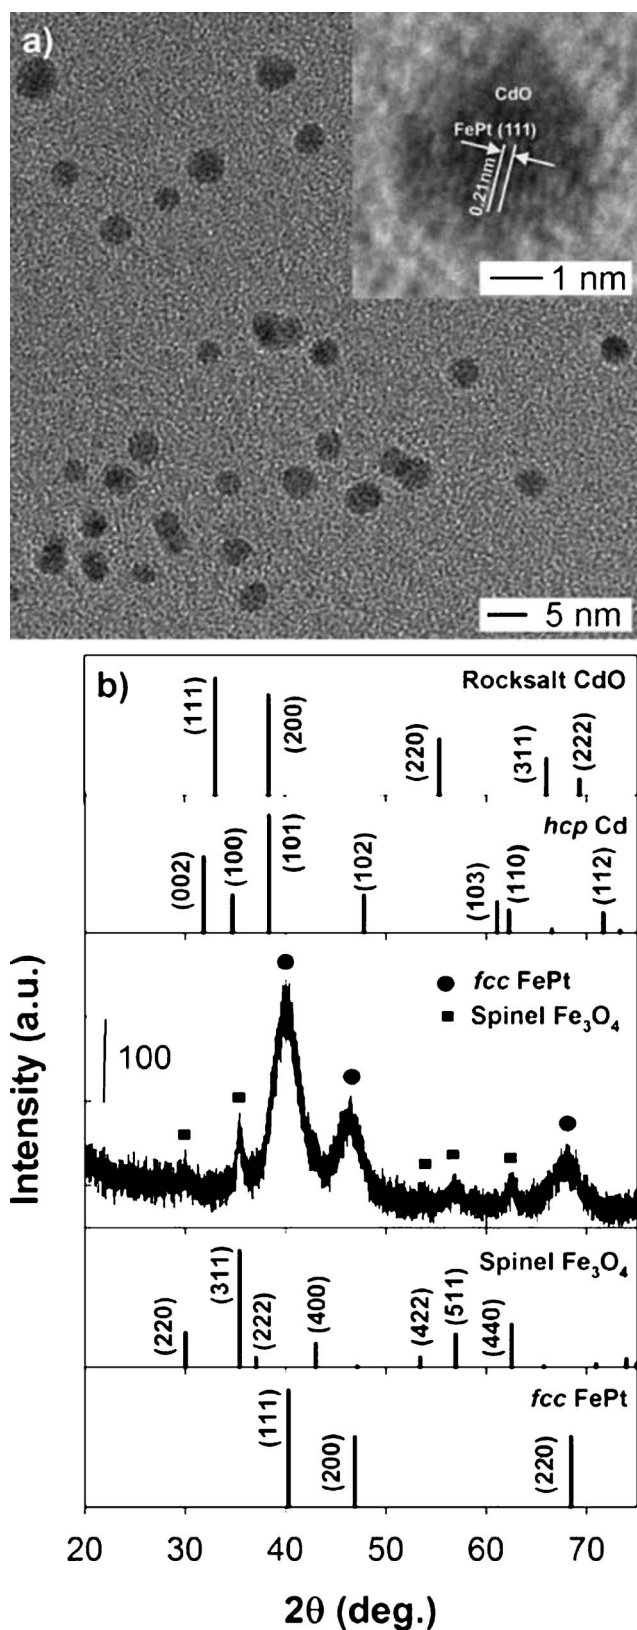 a)
CdO
FePt (111)
0.21nm
1 nm
5 nm
b)
Rocksalt CdO
(111)
(200)
(220)
(311)
(222)
hcp Cd
(002)
(100)
(101)
(102)
(103)
(110)
(112)
fcc FePt
Spinel Fe₃O₄
100
Intensity (a.u.)
Spinel Fe₃O₄
(220)
(311)
(222)
(400)
(422)
(511)
(440)
fcc FePt
(111)
(200)
(220)
20 30 40 50 60 70
2θ (deg.)